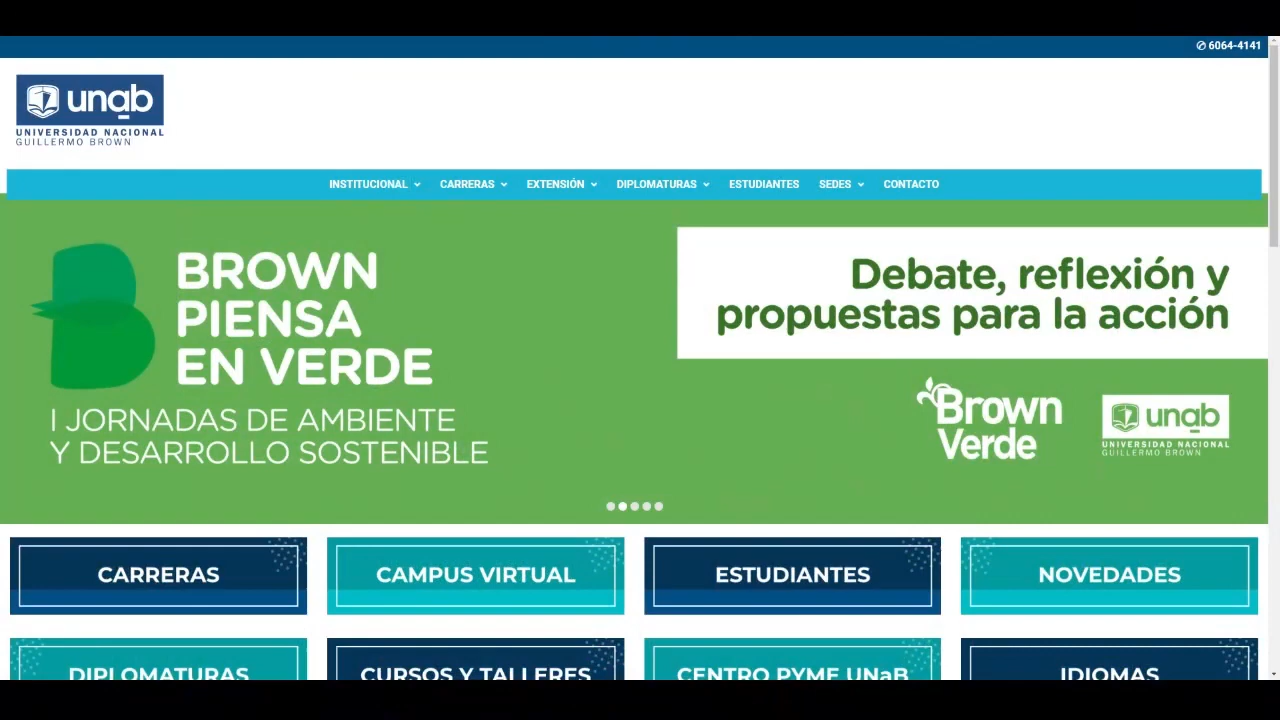 ✆ 6064-4141
unab
UNIVERSIDAD NACIONAL
GUILLERMO BROWN
INSTITUCIONAL CARRERAS EXTENSIÓN DIPLOMATURAS ESTUDIANTES SEDES CONTACTO
BROWN
PIENSA
EN VERDE
I JORNADAS DE AMBIENTE
Y DESARROLLO SOSTENIBLE
Debate, reflexión y
propuestas para la acción
Brown
Verde
unab
UNIVERSIDAD NACIONAL
GUILLERMO BROWN
CARRERAS CAMPUS VIRTUAL ESTUDIANTES NOVEDADES
DIPLOMATURAS CURSOS Y TALLERES CENTRO PYME UNaB IDIOMAS